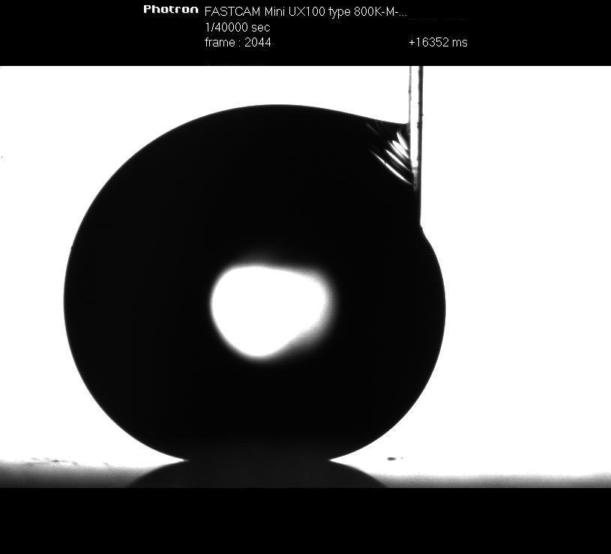 Photron FASTCAM Mini UX100 type 800K-M-...
1/40000 sec
frame : 2044 +16352 ms